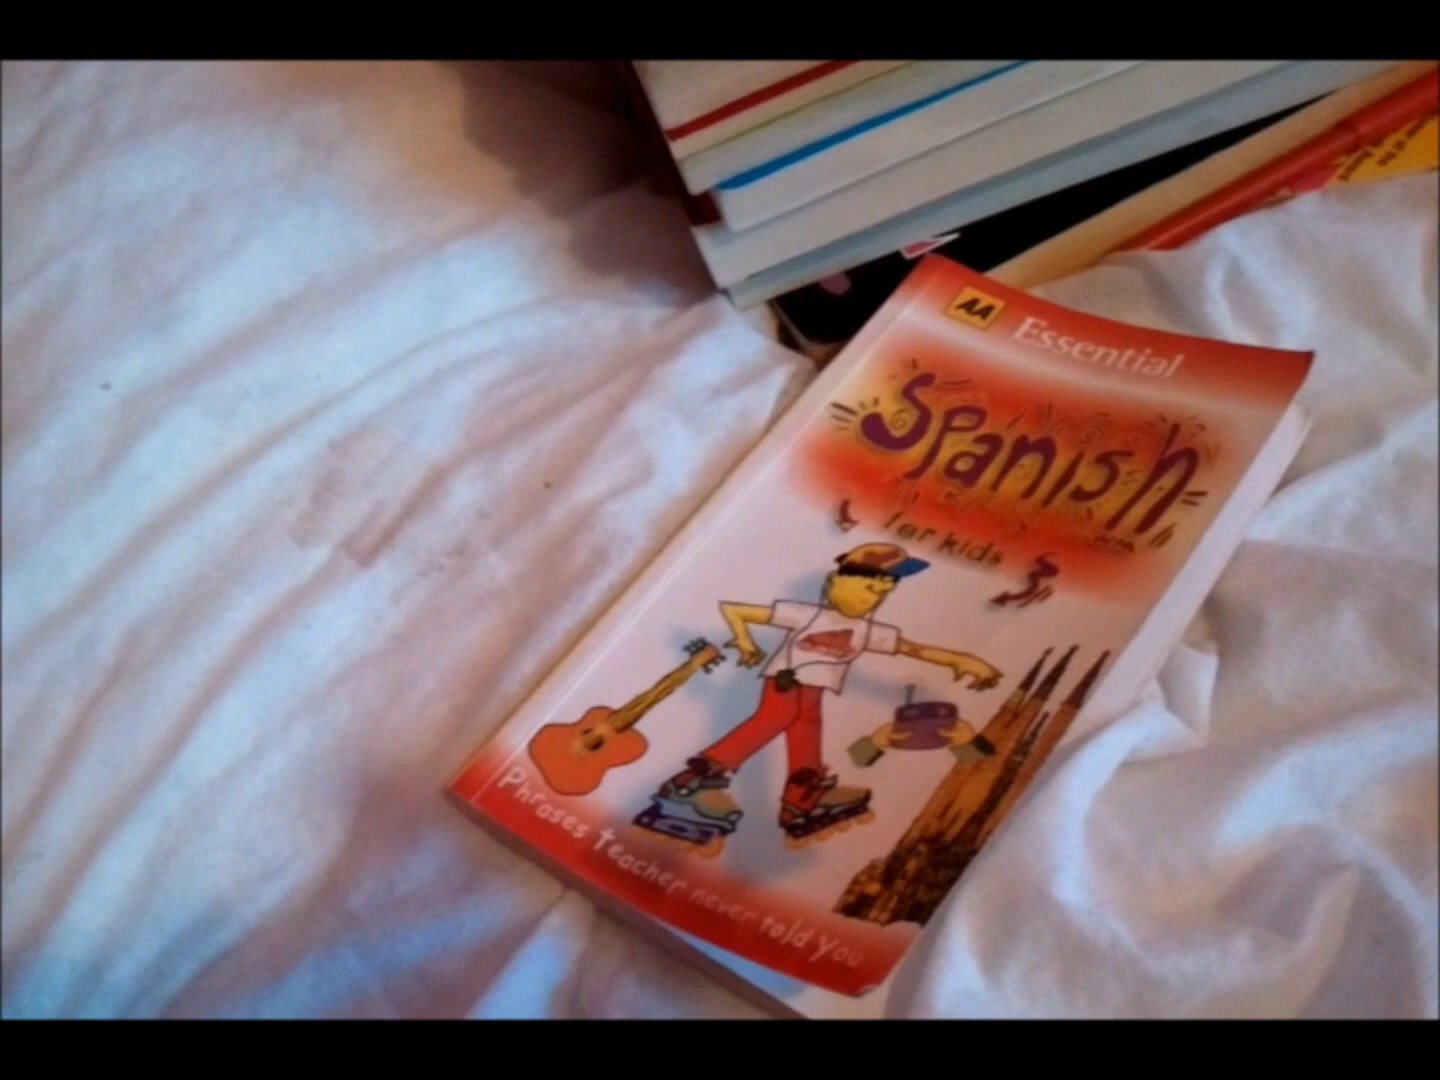 AA
Essential
Spanish
for kids
Phrases teacher never told you